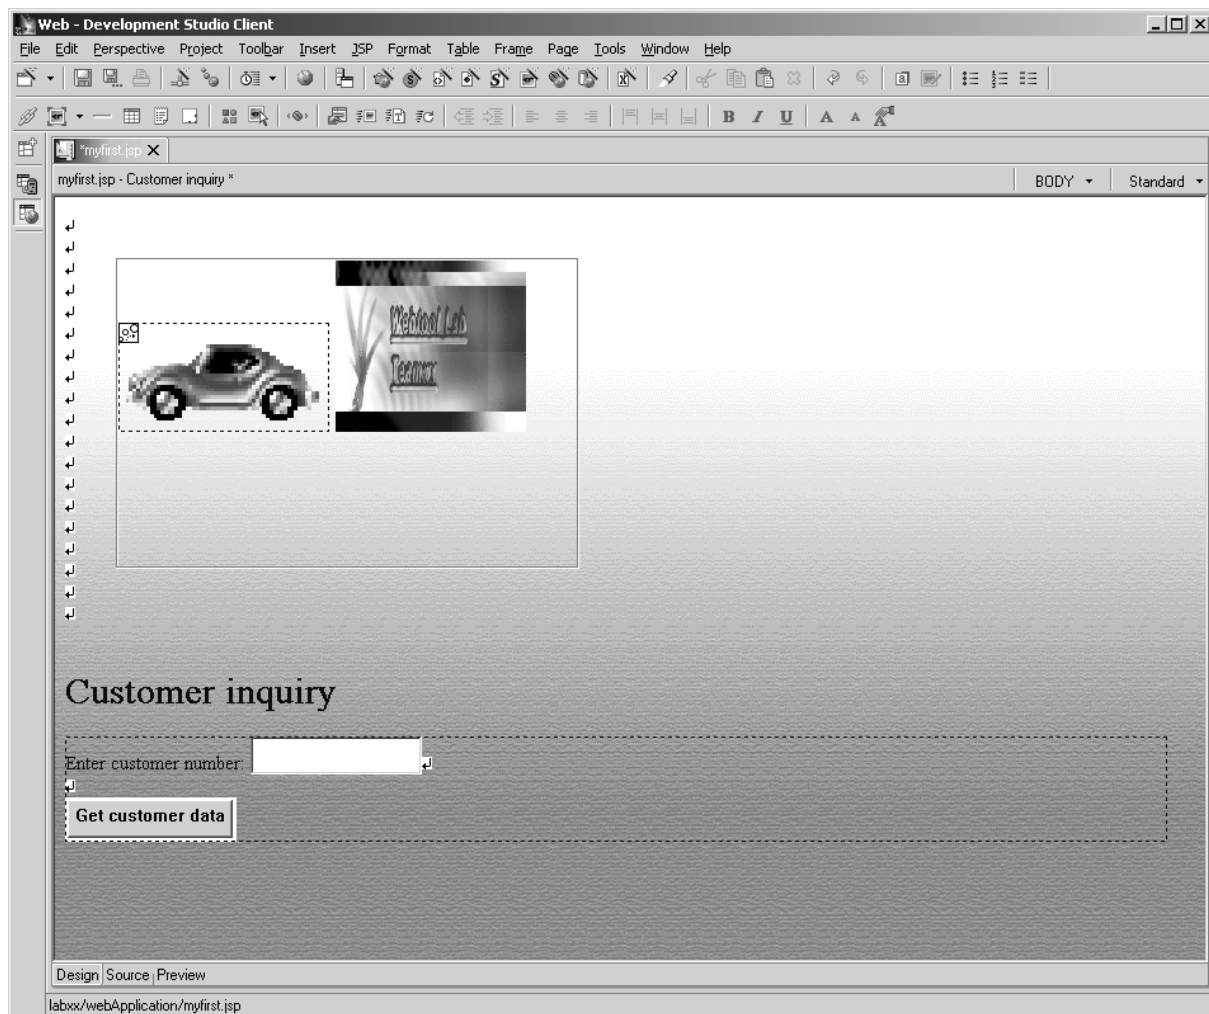 Web - Development Studio Client
File Edit Perspective Project Toolbar Insert JSP Format Table Frame Page Tools Window Help
B I U A A
*myfirst.jsp
myfirst.jsp - Customer inquiry *
BODY
Standard
Webtool Lab
Teamxx
Customer inquiry
Enter customer number:
Get customer data
Design Source Preview
labxx/webApplication/myfirst.jsp